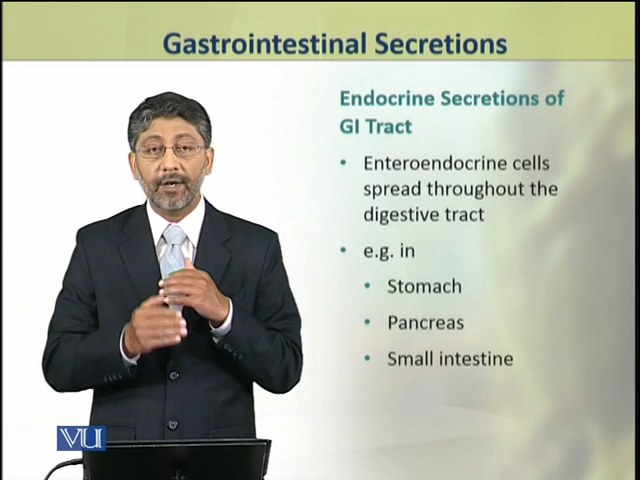 Gastrointestinal Secretions
Endocrine Secretions of
GI Tract
• Enteroendocrine cells
spread throughout the
digestive tract
• e.g. in
• Stomach
• Pancreas
• Small intestine
VU